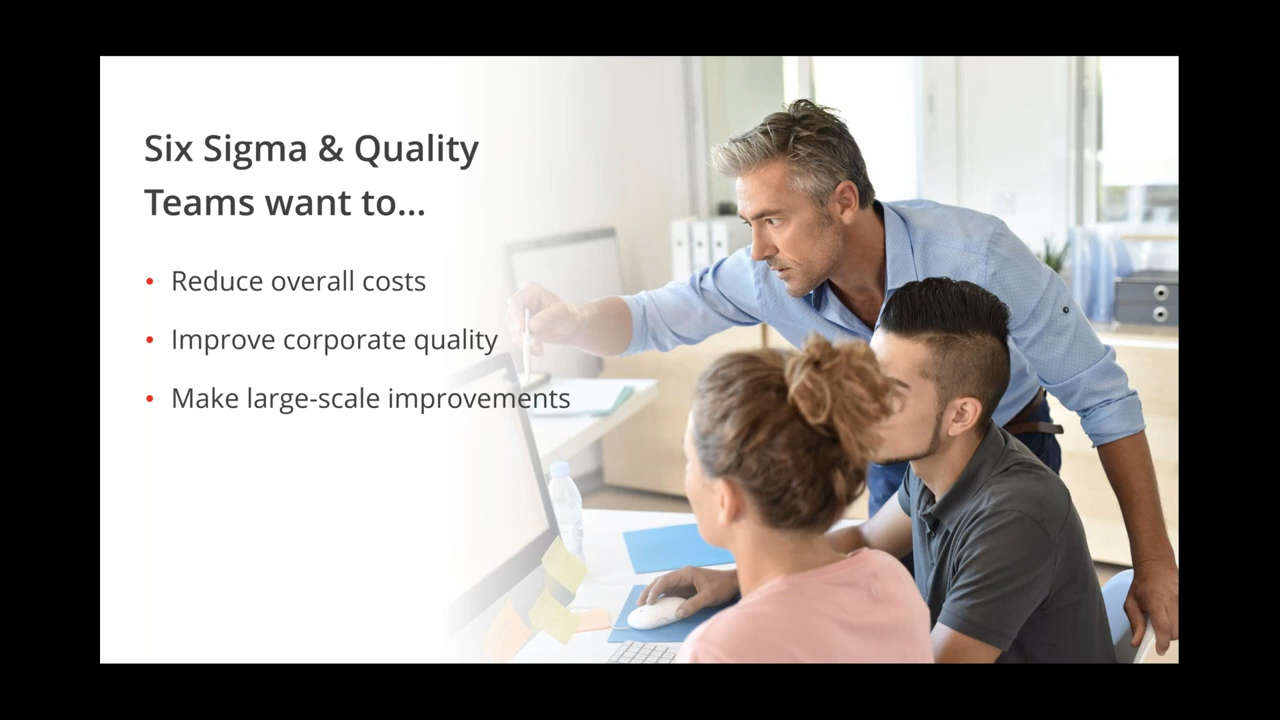 Six Sigma & Quality
Teams want to...
• Reduce overall costs
• Improve corporate quality
• Make large-scale improvements